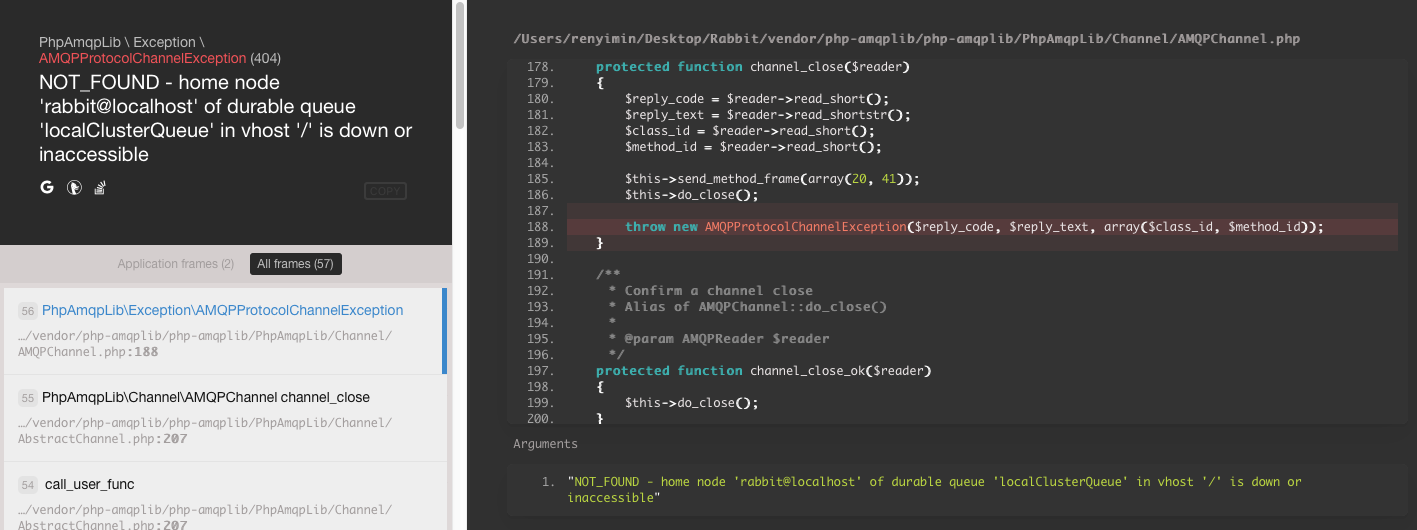 PhpAmqpLib \ Exception \
AMQPProtocolChannelException (404)
NOT_FOUND - home node
'rabbit@localhost' of durable queue
'localClusterQueue' in vhost '/' is down or
inaccessible
COPY
Application frames (2)
All frames (57)
56 PhpAmqpLib\Exception\AMQPProtocolChannelException
…/vendor/php-amqplib/php-amqplib/PhpAmqpLib/Channel/
AMQPChannel.php:188
55 PhpAmqpLib\Channel\AMQPChannel channel_close
…/vendor/php-amqplib/php-amqplib/PhpAmqpLib/Channel/
AbstractChannel.php:207
54 call_user_func
…/vendor/php-amqplib/php-amqplib/PhpAmqpLib/Channel/
AbstractChannel.php:207
/Users/renyimin/Desktop/Rabbit/vendor/php-amqplib/php-amqplib/PhpAmqpLib/Channel/AMQPChannel.php
178. protected function channel_close($reader)
179. {
180. $reply_code = $reader->read_short();
181. $reply_text = $reader->read_shortstr();
182. $class_id = $reader->read_short();
183. $method_id = $reader->read_short();
184.
185. $this->send_method_frame(array(20, 41));
186. $this->do_close();
187.
188. throw new AMQPProtocolChannelException($reply_code, $reply_text, array($class_id, $method_id));
189. }
190.
191. /**
192. * Confirm a channel close
193. * Alias of AMQPChannel::do_close()
194. *
195. * @param AMQPReader $reader
196. */
197. protected function channel_close_ok($reader)
198. {
199. $this->do_close();
200. }
Arguments
1. "NOT_FOUND - home node 'rabbit@localhost' of durable queue 'localClusterQueue' in vhost '/' is down or
inaccessible"